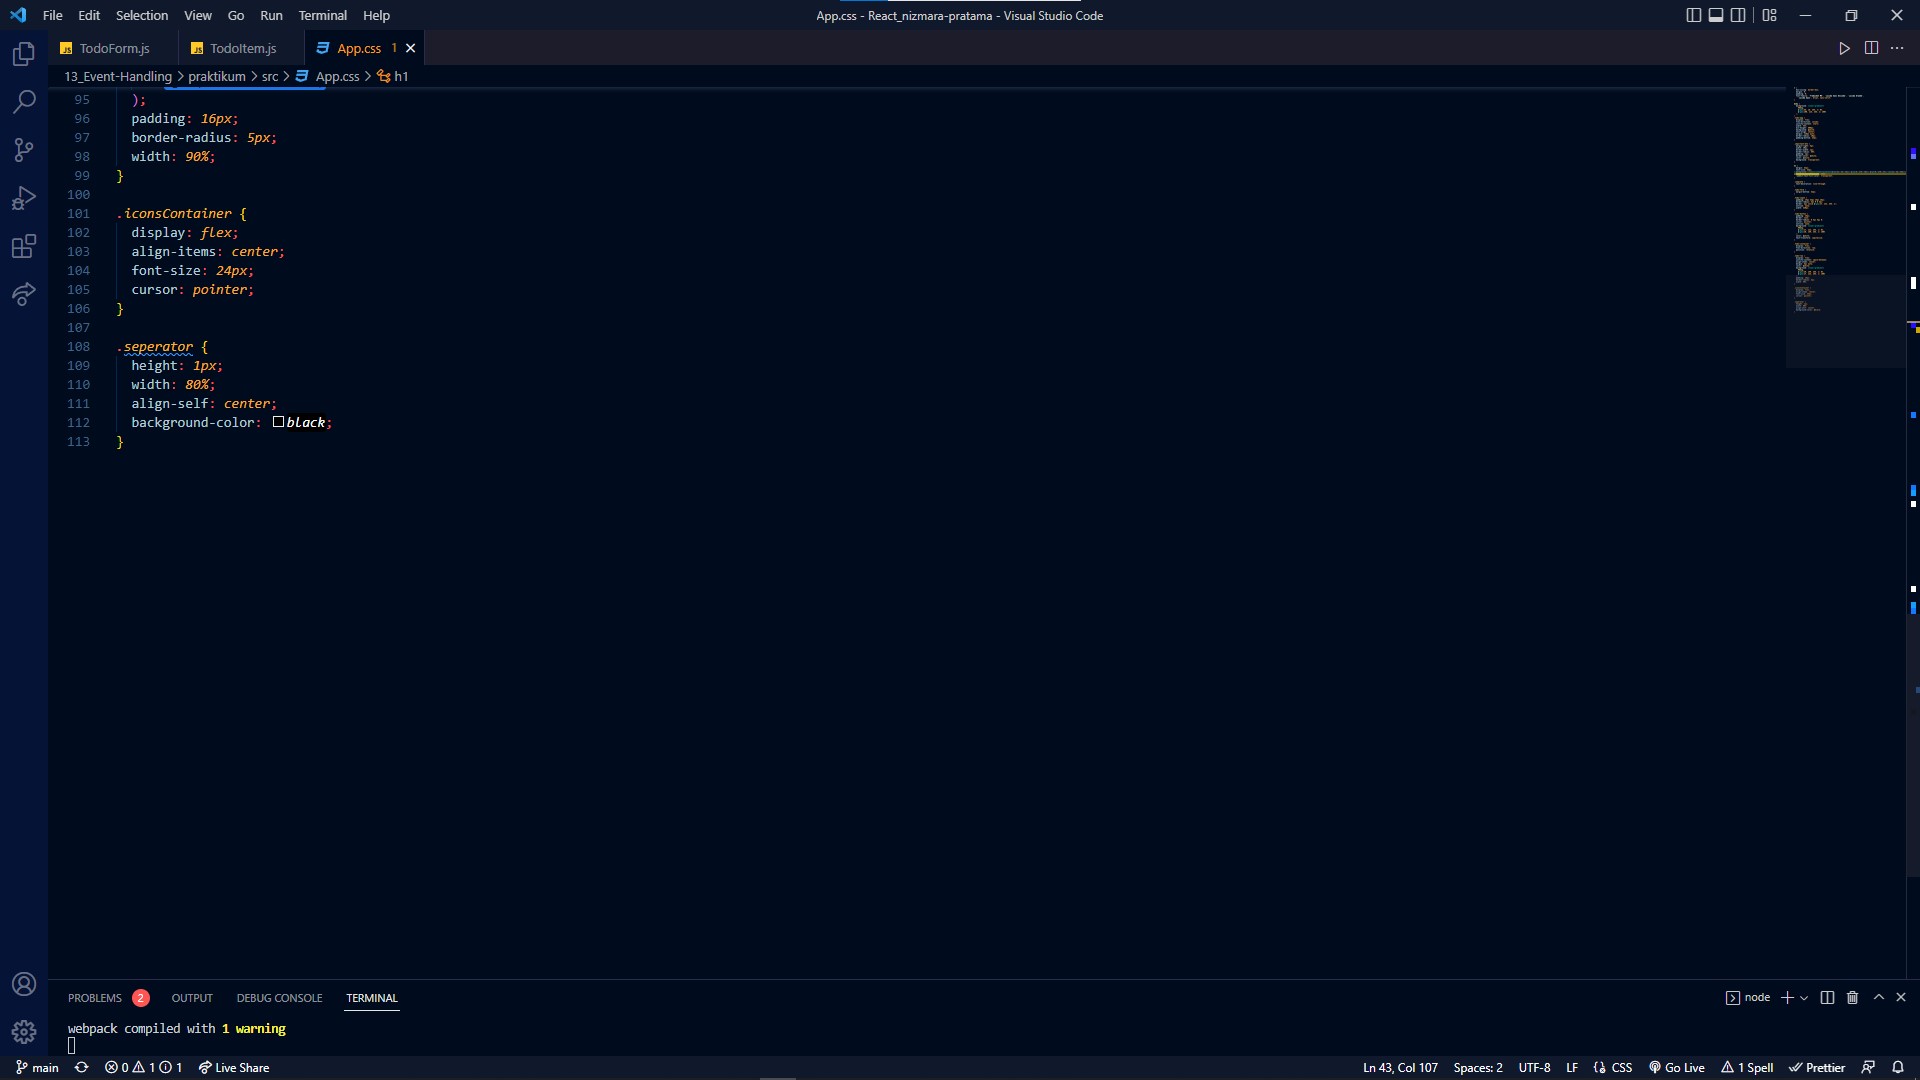 File Edit Selection View Go Run Terminal Help
App.css - React_nizmara-pratama - Visual Studio Code
TodoForm.js TodoItem.js App.css 1
13_Event-Handling > praktikum > src > App.css > h1
95 );
96 padding: 16px;
97 border-radius: 5px;
98 width: 90%;
99 }
100
101 .iconsContainer {
102 display: flex;
103 align-items: center;
104 font-size: 24px;
105 cursor: pointer;
106 }
107
108 .seperator {
109 height: 1px;
110 width: 80%;
111 align-self: center;
112 background-color: black;
113 }
PROBLEMS 2 OUTPUT DEBUG CONSOLE TERMINAL
node
webpack compiled with 1 warning
main 0 1 1 Live Share
Ln 43, Col 107 Spaces: 2 UTF-8 LF CSS Go Live 1 Spell Prettier